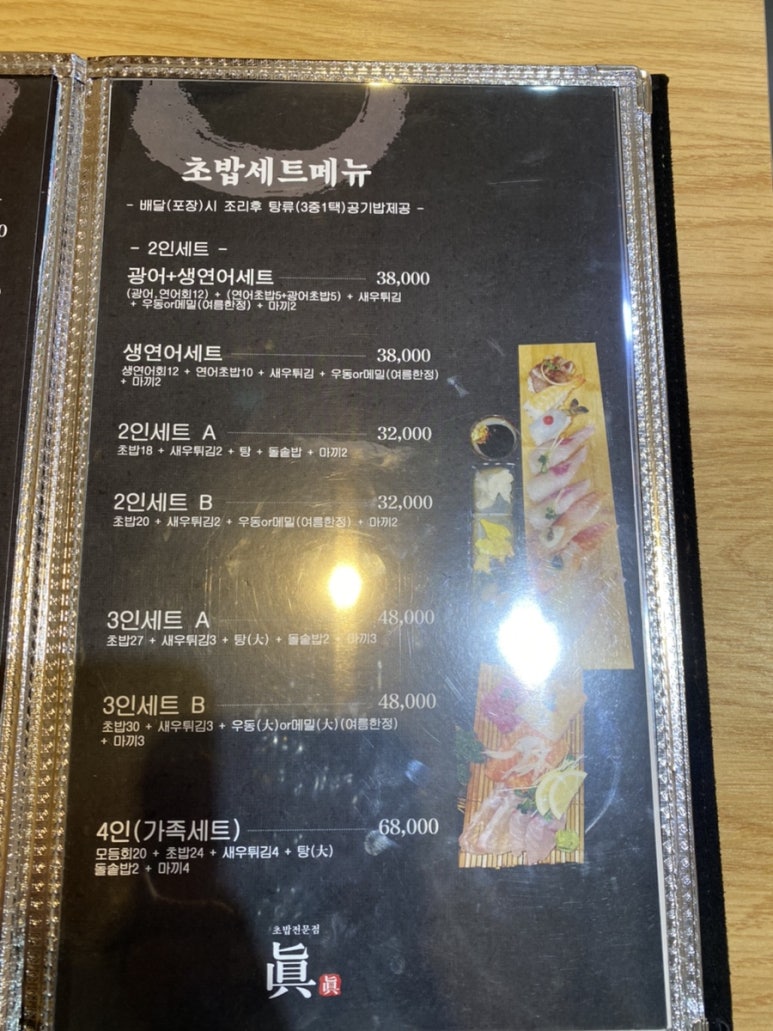 초밥세트메뉴
- 배달(포장)시 조리후 탕류(3중1택)공기밥제공 -
- 2인세트 -
광어+생연어세트 38,000
(광어,연어회12) + (연어초밥5+광어초밥5) + 새우튀김
+ 우동or메밀(여름한정) + 마끼2
생연어세트 38,000
생연어회12 + 연어초밥10 + 새우튀김 + 우동or메밀(여름한정)
+ 마끼2
2인세트 A 32,000
초밥18 + 새우튀김2 + 탕 + 돌솥밥 + 마끼2
2인세트 B 32,000
초밥20 + 새우튀김2 + 우동or메밀(여름한정) + 마끼2
3인세트 A 48,000
초밥27 + 새우튀김3 + 탕(大) + 돌솥밥2 + 마끼3
3인세트 B 48,000
초밥30 + 새우튀김3 + 우동(大)or메밀(大)(여름한정)
+ 마끼3
4인(가족세트) 68,000
모듬회20 + 초밥24 + 새우튀김4 + 탕(大)
돌솥밥2 + 마끼4
초밥전문점
眞 眞